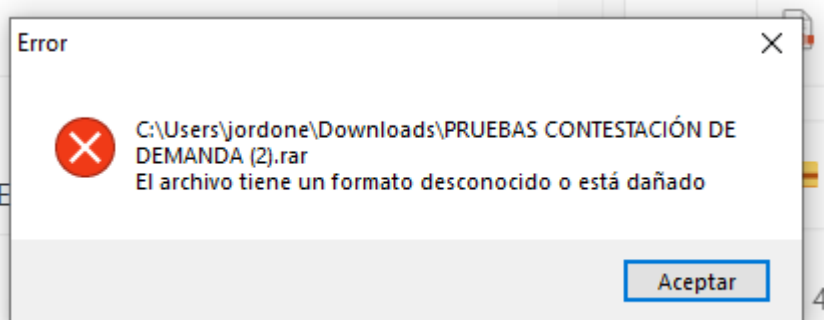 Error
C:\Users\jordone\Downloads\PRUEBAS CONTESTACIÓN DE
DEMANDA (2).rar
El archivo tiene un formato desconocido o está dañado
Aceptar